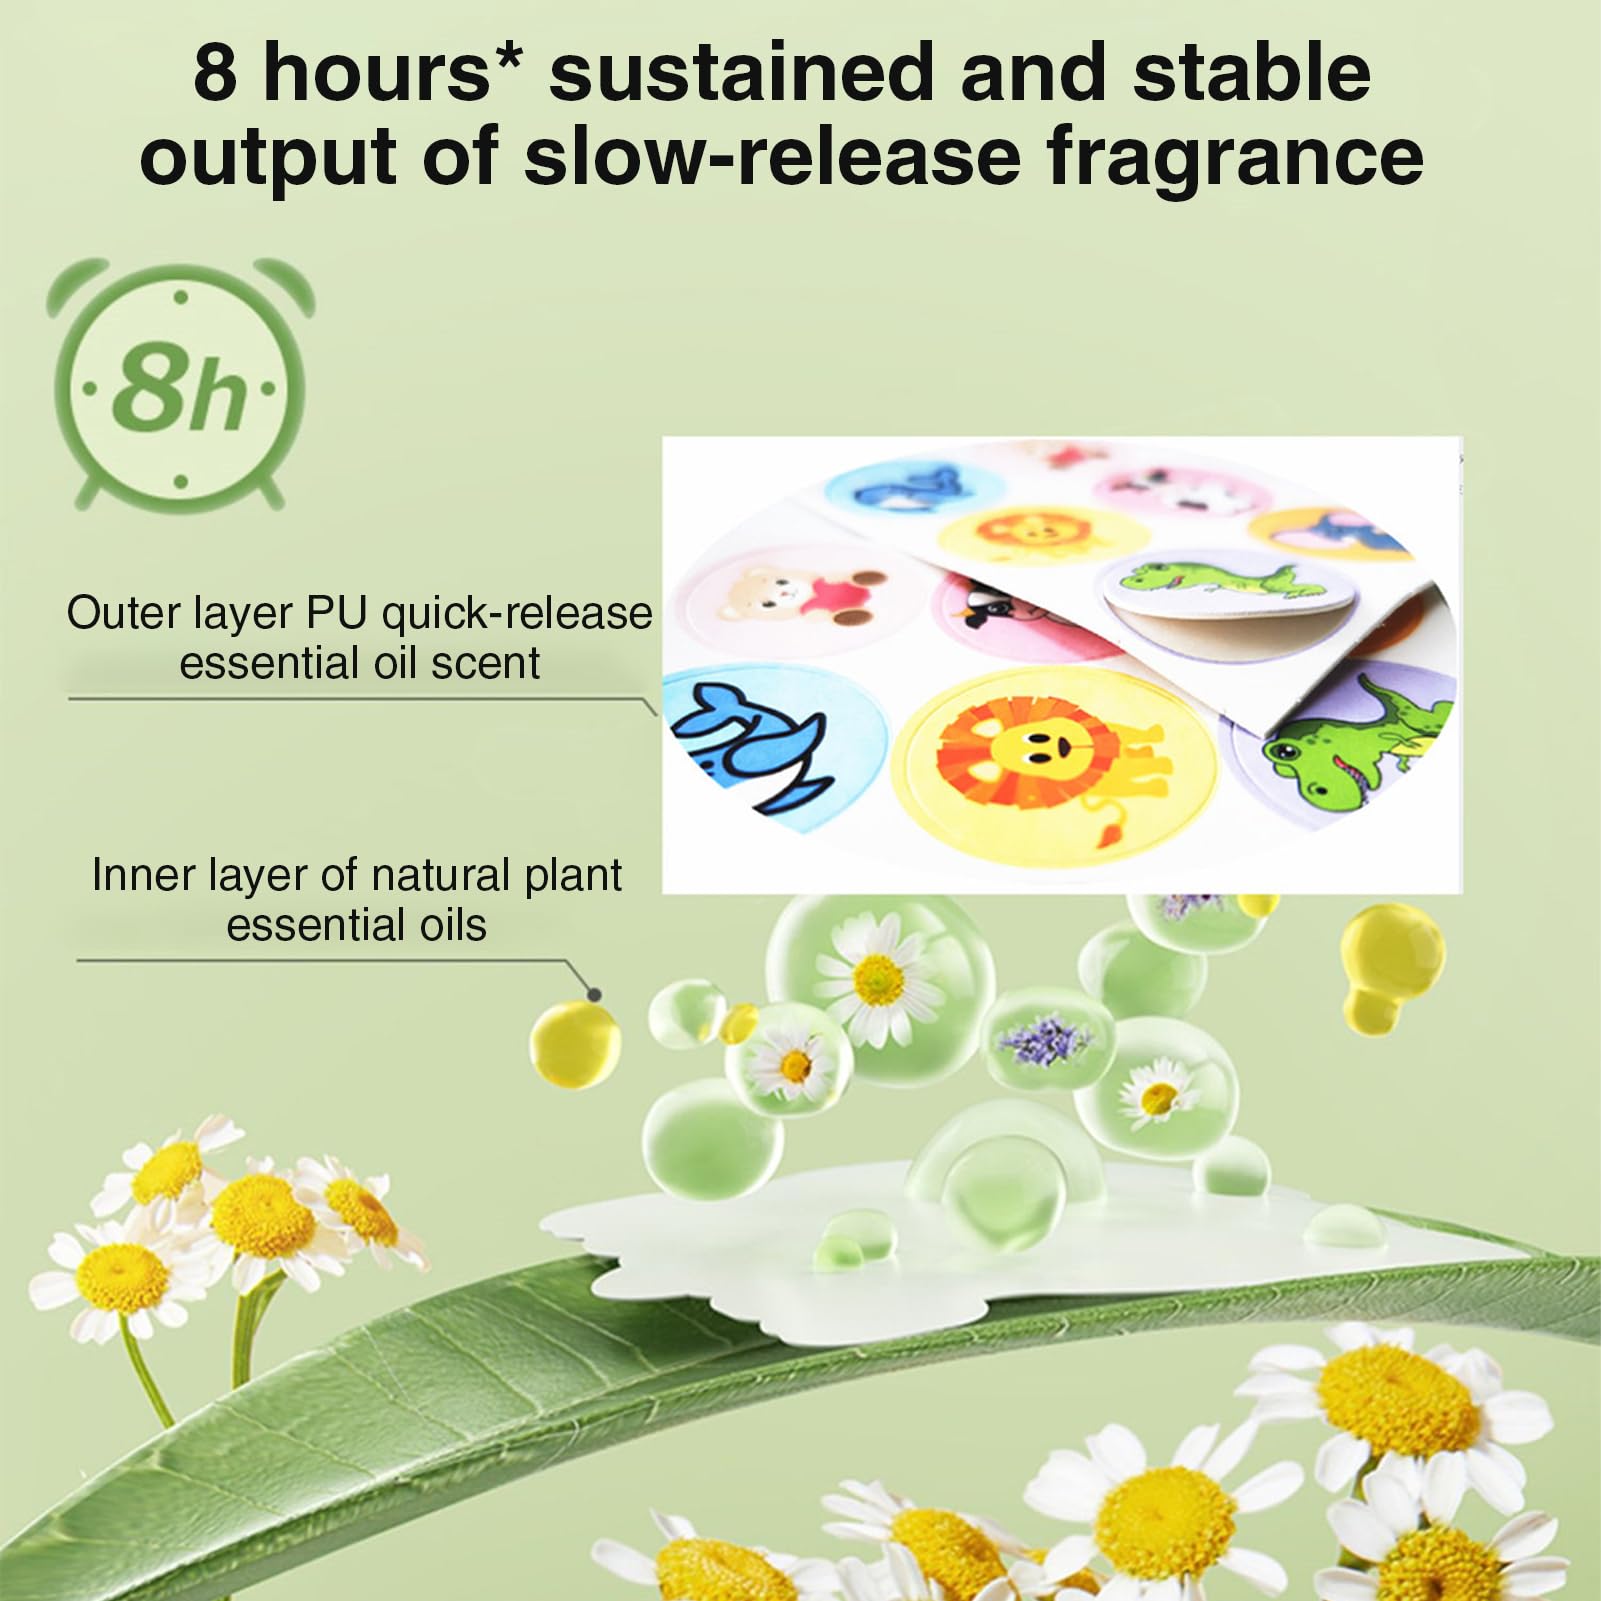 8 hours* sustained and stable
output of slow-release fragrance
8h
Outer layer PU quick-release
essential oil scent
Inner layer of natural plant
essential oils